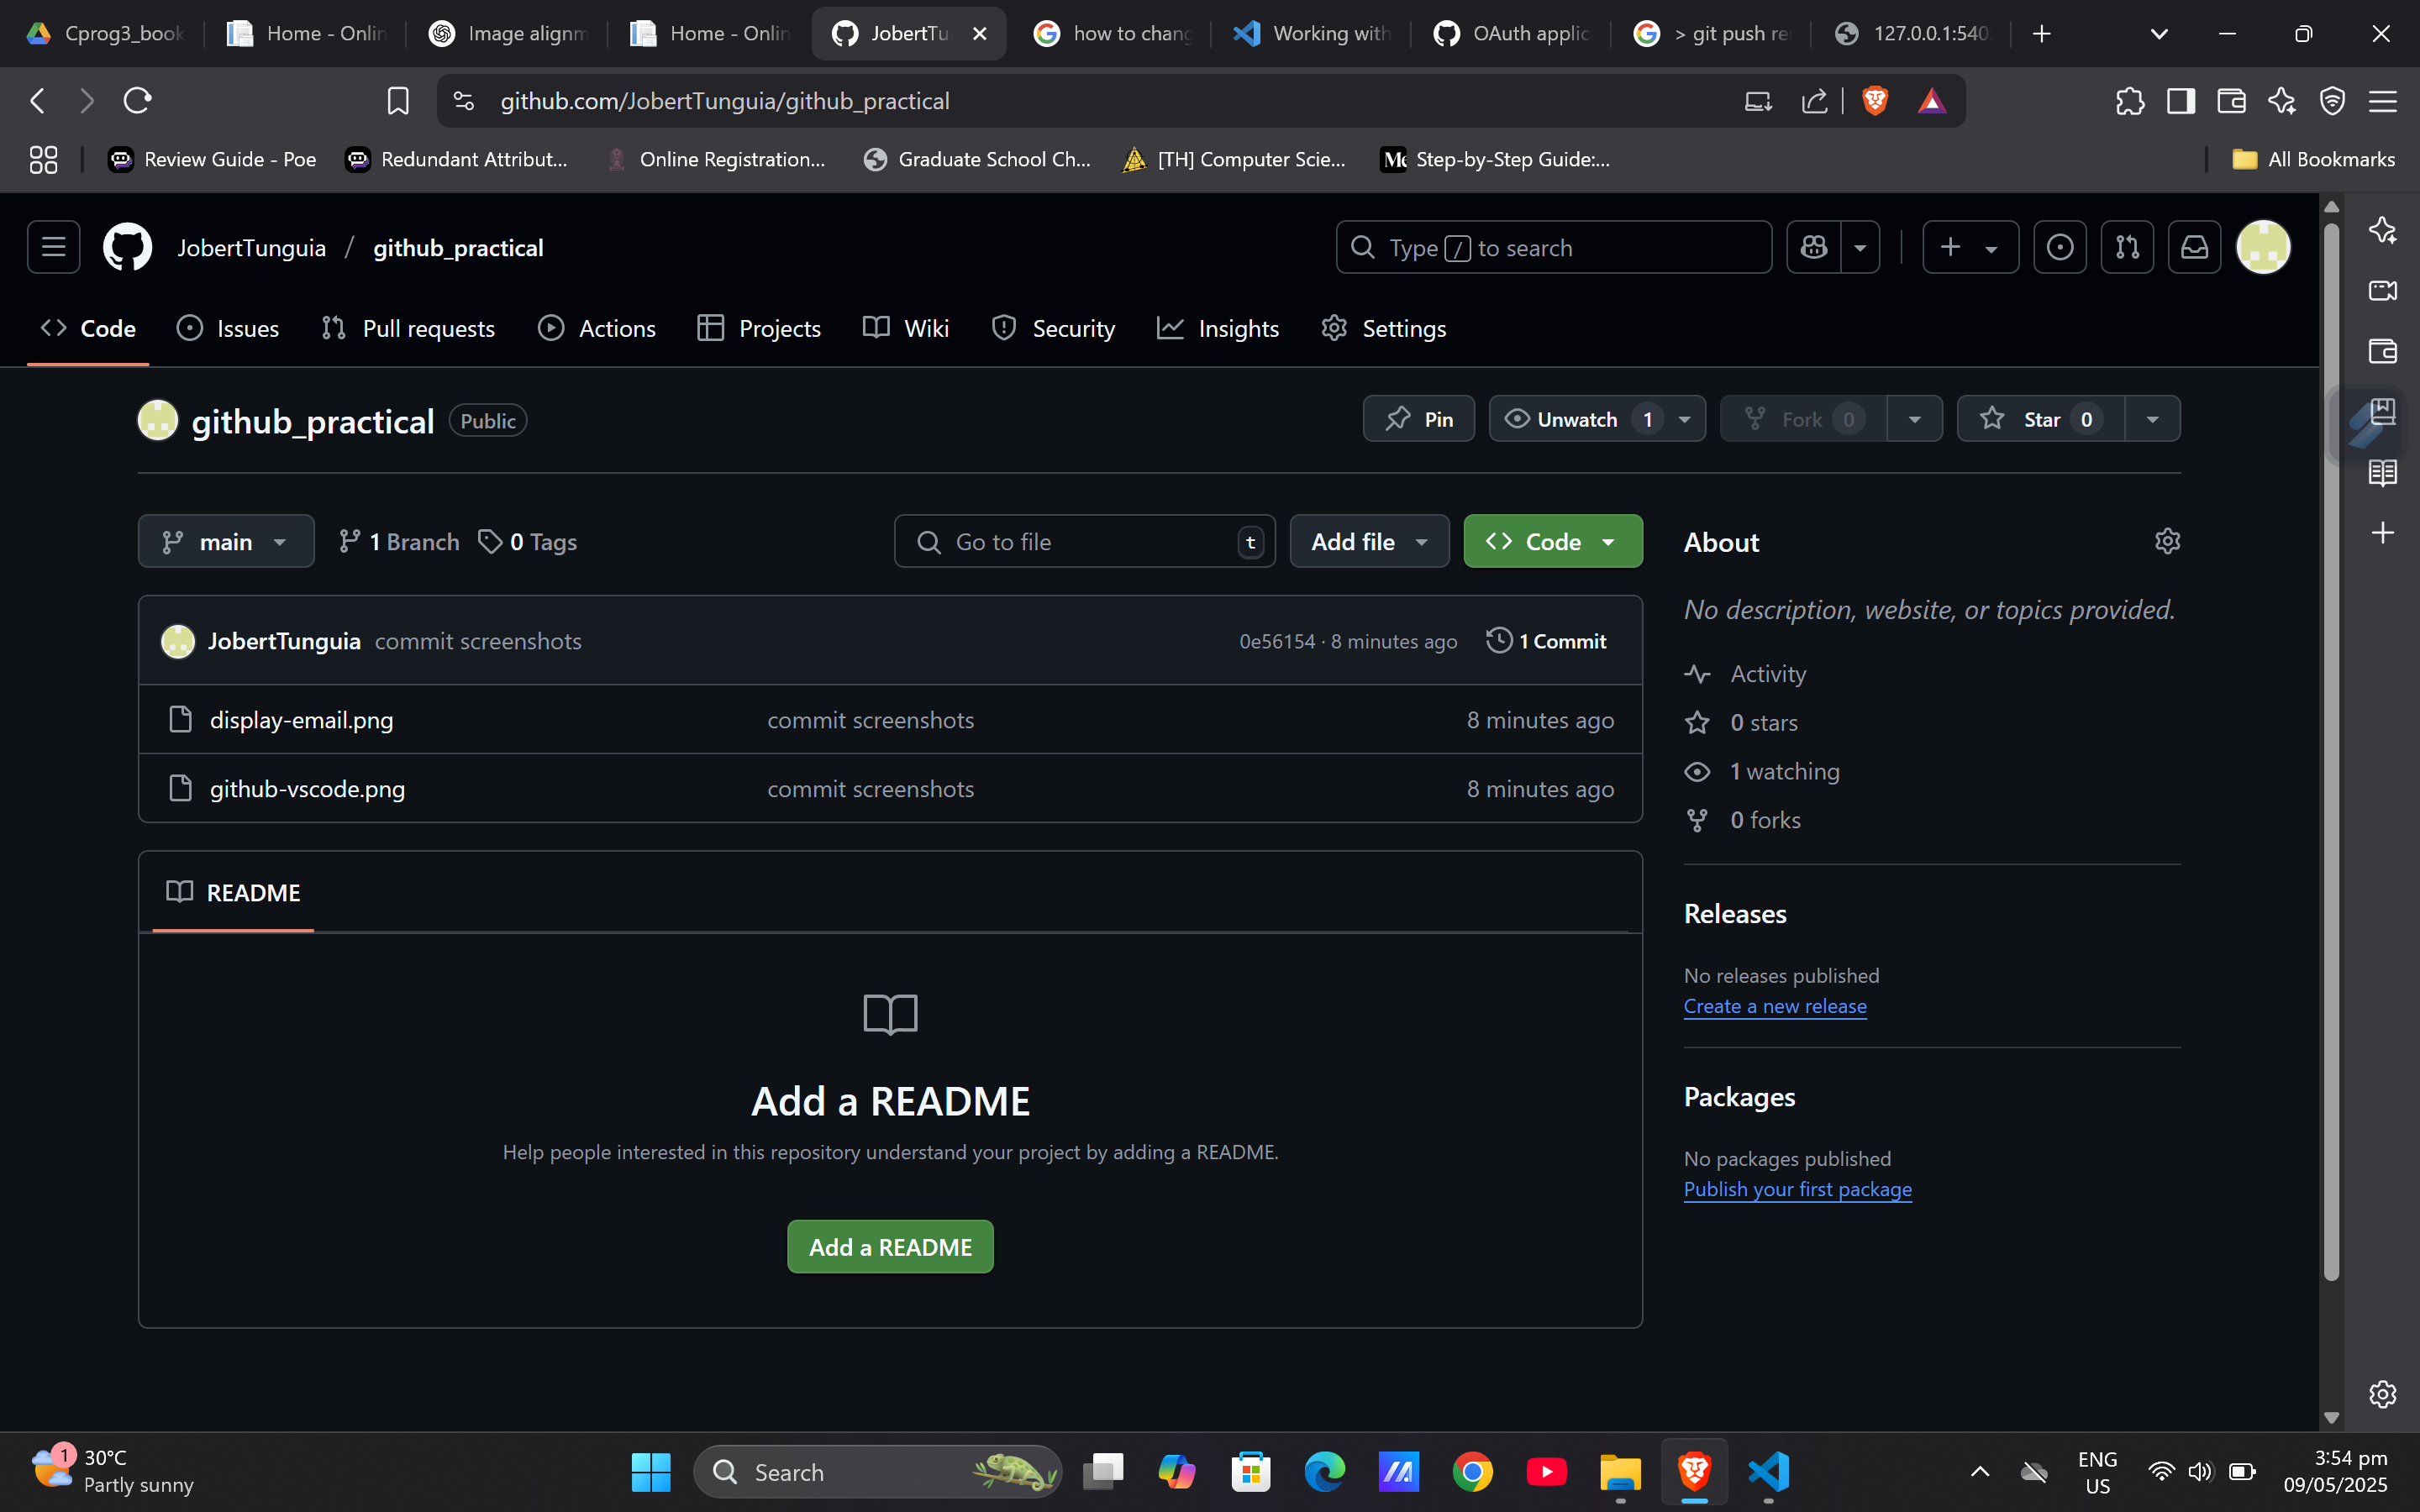 Cprog3_book
Home - Onlin
Image alignm
Home - Onlin
JobertTu
how to chang
Working with
OAuth applic
> git push re
127.0.0.1:540
github.com/JobertTunguia/github_practical
Review Guide - Poe
Redundant Attribut...
Online Registration...
Graduate School Ch...
[TH] Computer Scie...
Step-by-Step Guide:...
All Bookmarks
JobertTunguia / github_practical
Type / to search
Code
Issues
Pull requests
Actions
Projects
Wiki
Security
Insights
Settings
github_practical Public
Pin
Unwatch 1
Fork 0
Star 0
main
1 Branch
0 Tags
Go to file t
Add file
Code
JobertTunguia commit screenshots
0e56154 · 8 minutes ago
1 Commit
display-email.png commit screenshots 8 minutes ago
github-vscode.png commit screenshots 8 minutes ago
README
Add a README
Help people interested in this repository understand your project by adding a README.
Add a README
About
No description, website, or topics provided.
Activity
0 stars
1 watching
0 forks
Releases
No releases published
Create a new release
Packages
No packages published
Publish your first package
1
30°C
Partly sunny
Search
ENG
US
3:54 pm
09/05/2025